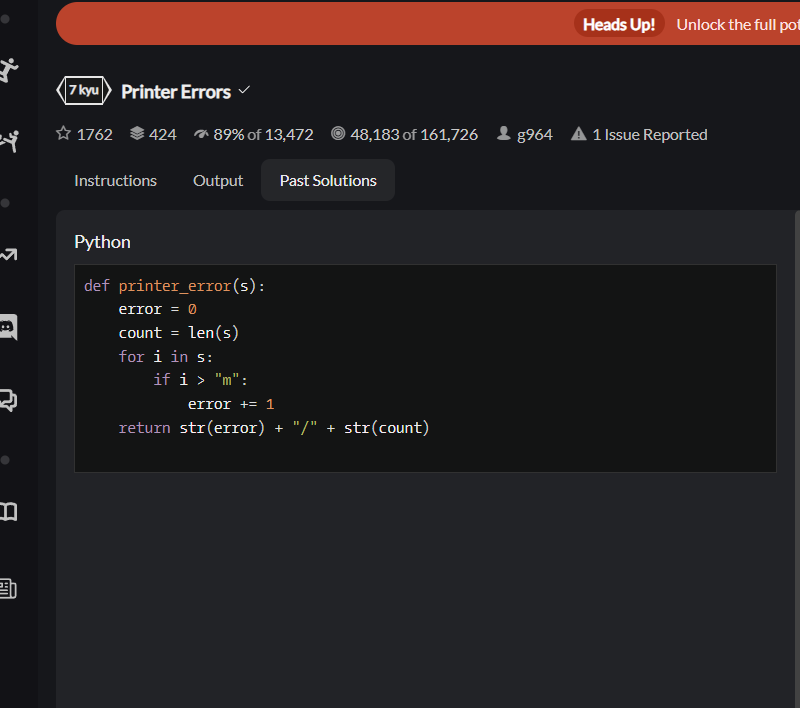 Heads Up! Unlock the full pot
7 kyu Printer Errors
1762 424 89% of 13,472 48,183 of 161,726 g964 1 Issue Reported
Instructions Output Past Solutions
Python
def printer_error(s):
    error = 0
    count = len(s)
    for i in s:
        if i > "m":
            error += 1
    return str(error) + "/" + str(count)